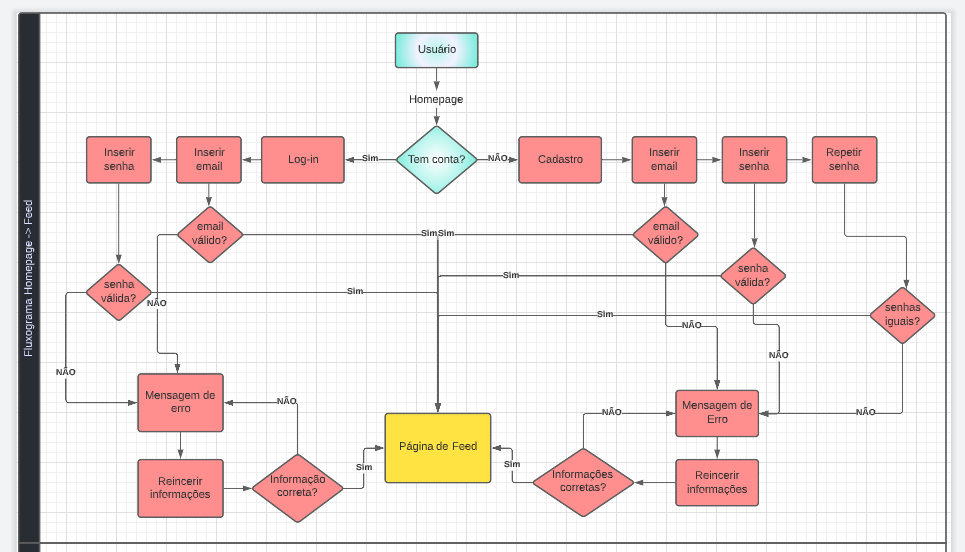 Fluxograma Homepage -> Feed
Usuário
Homepage
Tem conta?
Sim
NÃO
Log-in
Inserir
email
Inserir
senha
Cadastro
Inserir
email
Inserir
senha
Repetir
senha
email
válido?
Sim
NÃO
senha
válida?
Sim
NÃO
email
válido?
Sim
NÃO
senha
válida?
Sim
NÃO
senhas
iguais?
Sim
NÃO
Mensagem de
erro
Reincerir
informações
Informação
correta?
NÃO
Sim
Página de Feed
Mensagem de
Erro
Reincerir
informações
Informações
corretas?
NÃO
Sim